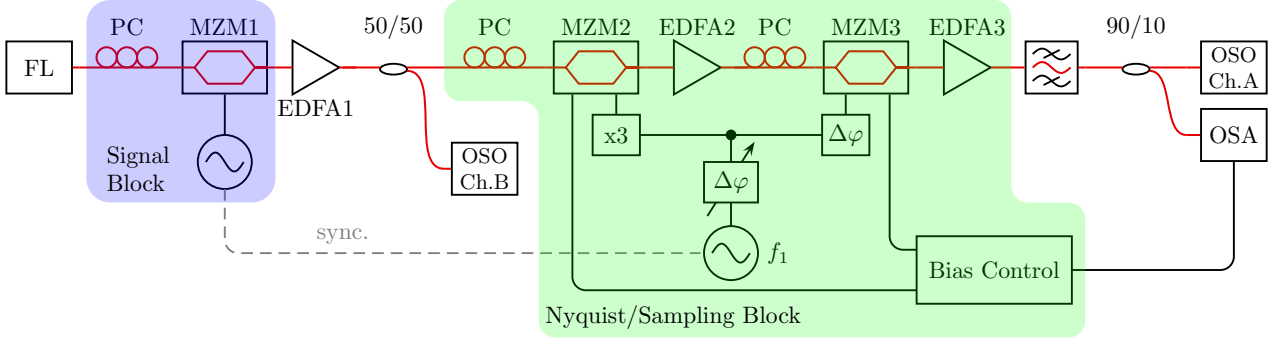 50/50
90/10
PC
MZM1
PC
MZM2
EDFA2
PC
MZM3
EDFA3
FL
OSO
Ch.A
EDFA1
x3
Δφ
OSA
Signal
Block
OSO
Ch.B
Δφ
sync.
f1
Bias Control
Nyquist/Sampling Block